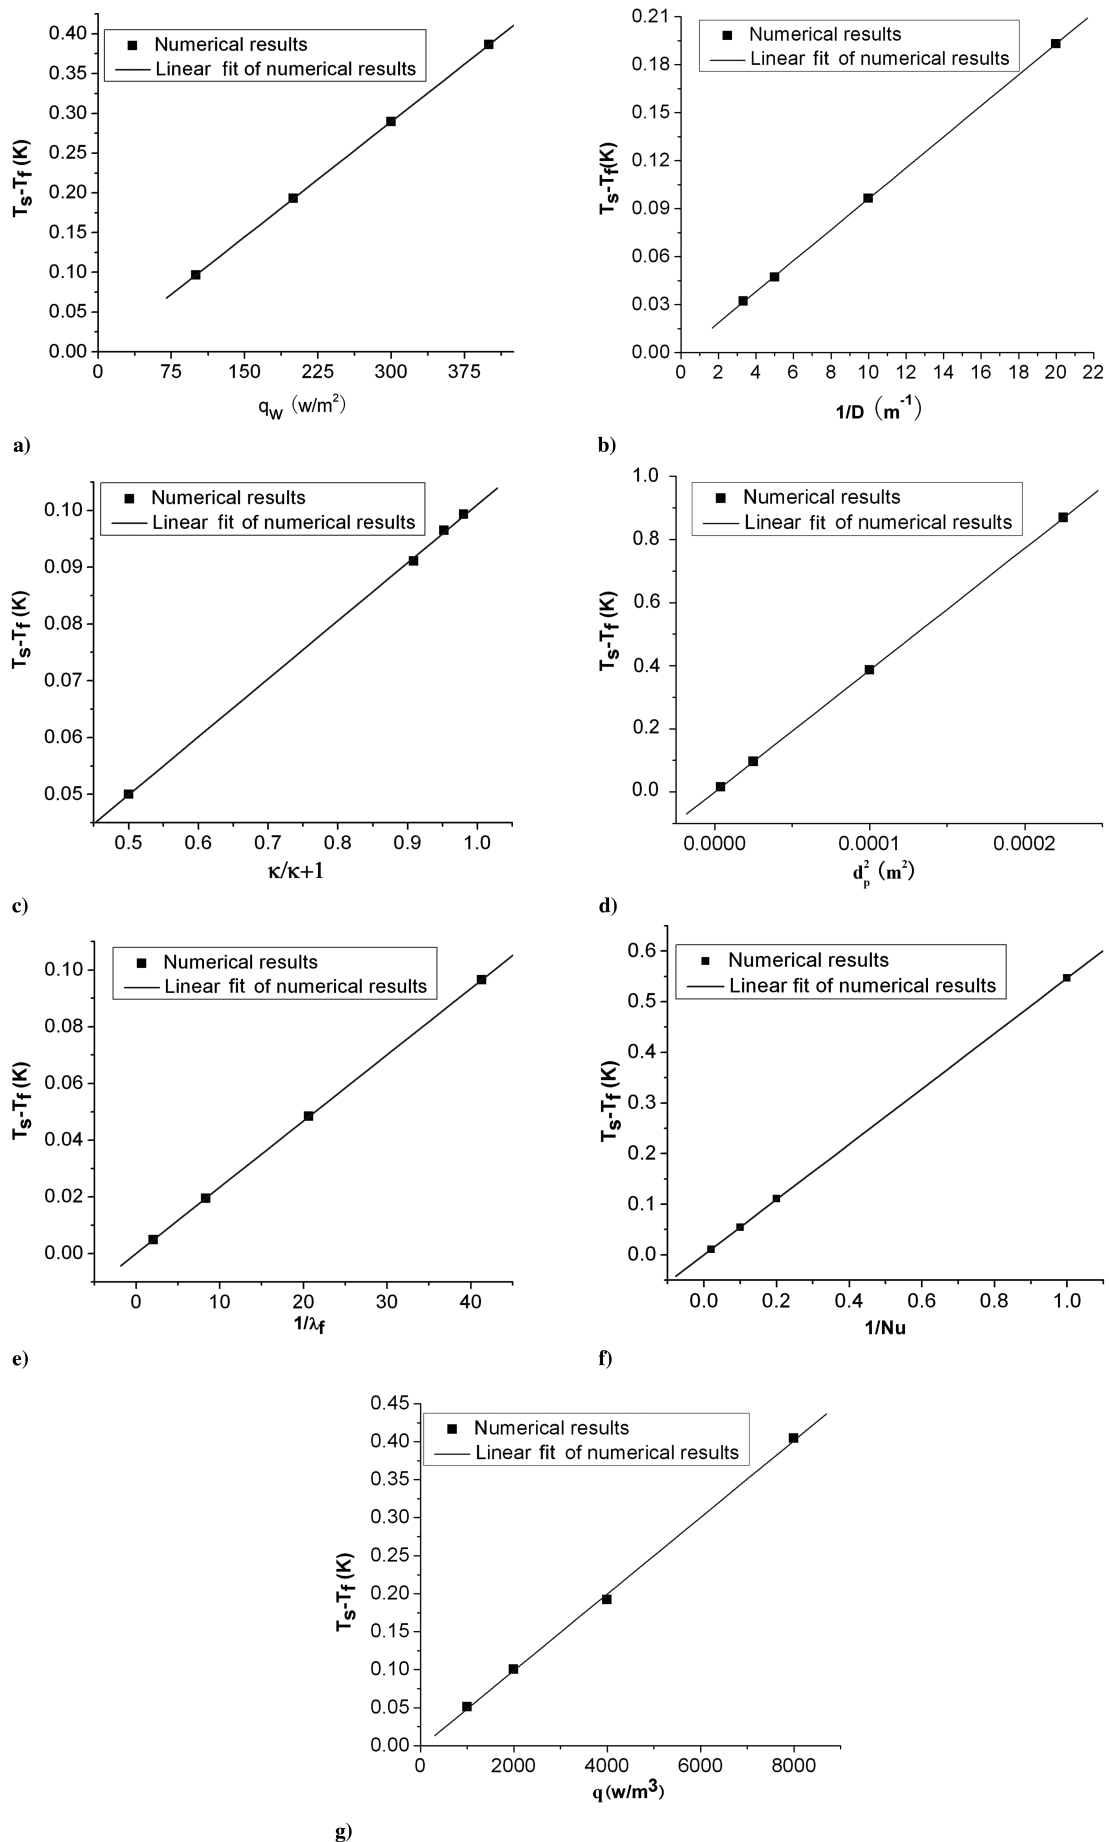 0.40
0.35
0.30
0.25
0.20
0.15
0.10
0.05
0.00
Ts-Tf (K)
Numerical results
Linear fit of numerical results
0 75 150 225 300 375
qw (w/m²)
a)
0.21
0.18
0.15
0.12
0.09
0.06
0.03
0.00
Ts-Tf(K)
Numerical results
Linear fit of numerical results
0 2 4 6 8 10 12 14 16 18 20 22
1/D (m⁻¹)
b)
0.10
0.09
0.08
0.07
0.06
0.05
Ts-Tf (K)
Numerical results
Linear fit of numerical results
0.5 0.6 0.7 0.8 0.9 1.0
κ/κ+1
c)
1.0
0.8
0.6
0.4
0.2
0.0
Ts-Tf (K)
Numerical results
Linear fit of numerical results
0.0000 0.0001 0.0002
d²p (m²)
d)
0.10
0.08
0.06
0.04
0.02
0.00
Ts-Tf (K)
Numerical results
Linear fit of numerical results
0 10 20 30 40
1/λf
e)
0.6
0.5
0.4
0.3
0.2
0.1
0.0
Ts-Tf (K)
Numerical results
Linear fit of numerical results
0.0 0.2 0.4 0.6 0.8 1.0
1/Nu
f)
0.45
0.40
0.35
0.30
0.25
0.20
0.15
0.10
0.05
0.00
Ts-Tf (K)
Numerical results
Linear fit of numerical results
0 2000 4000 6000 8000
q(w/m³)
g)